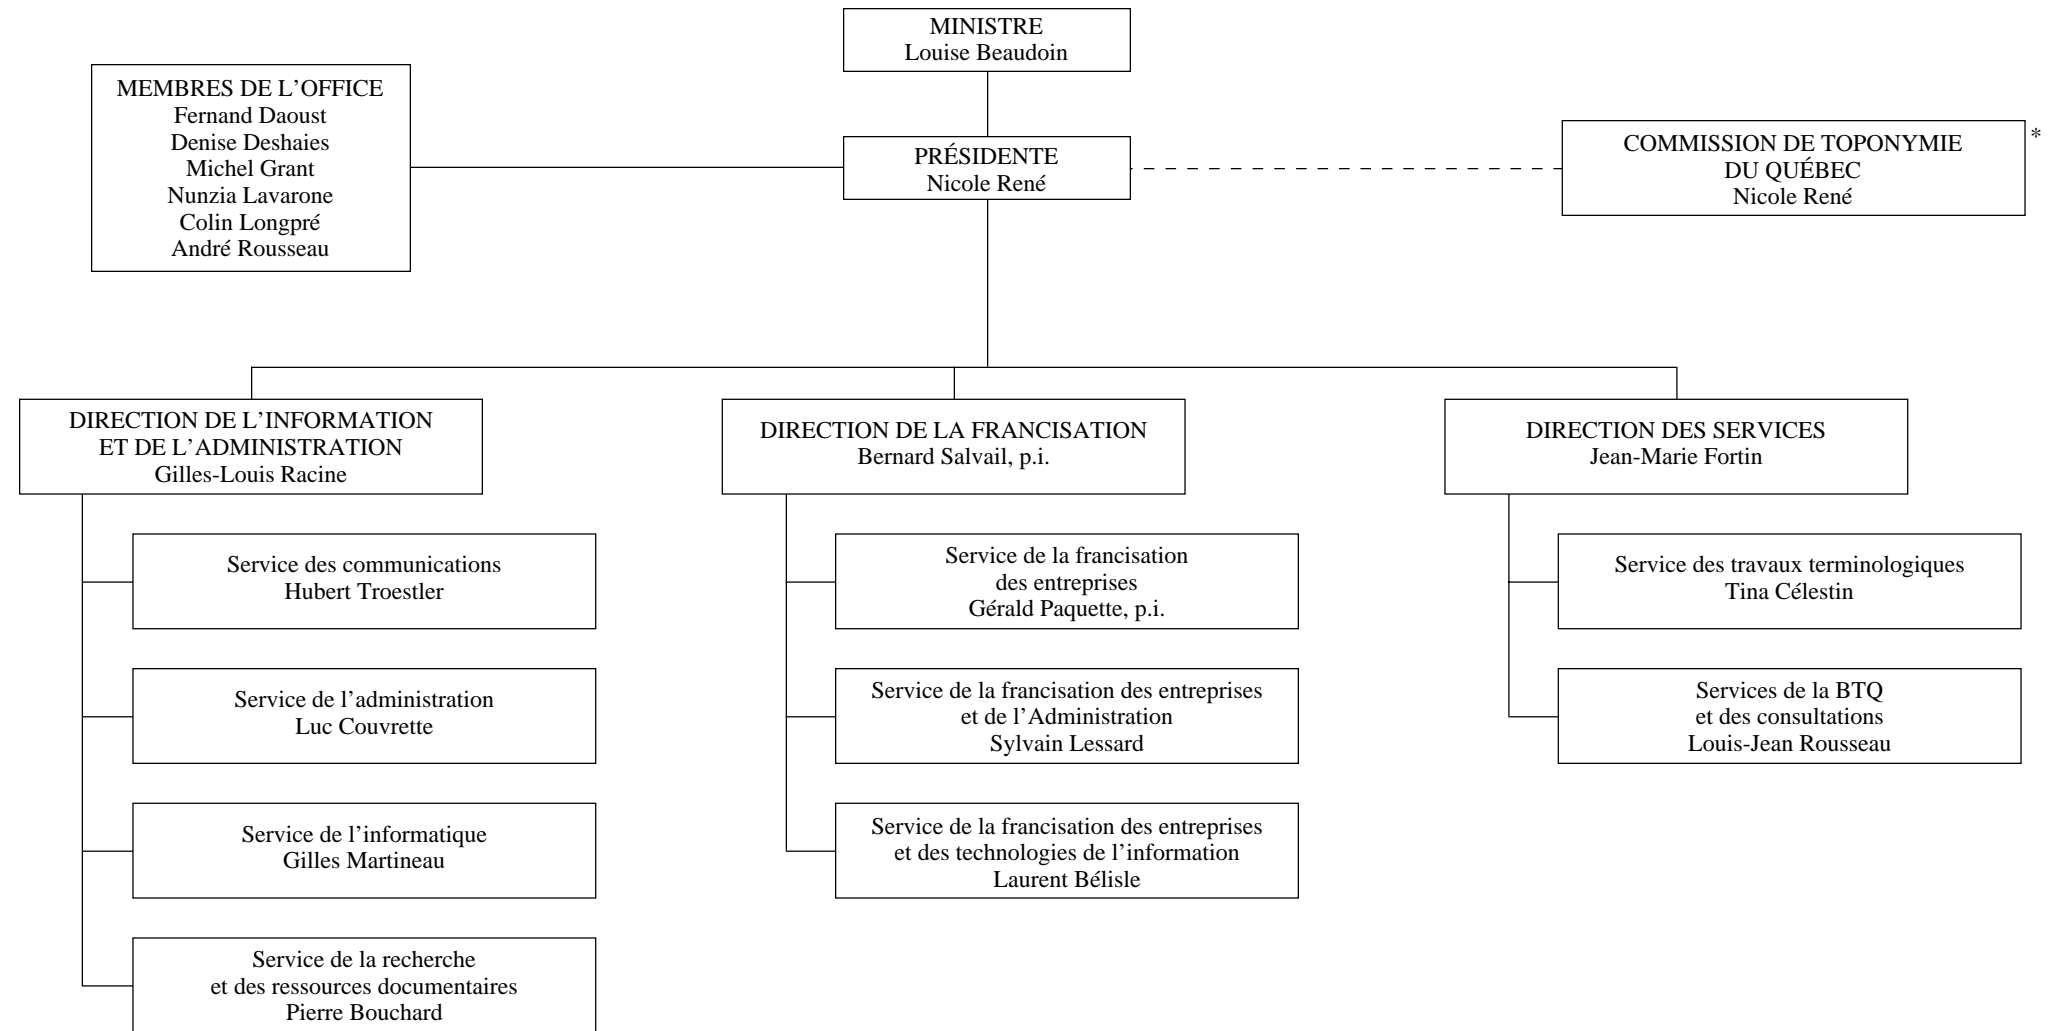 MINISTRE
Louise Beaudoin
MEMBRES DE L’OFFICE
Fernand Daoust
Denise Deshaies
Michel Grant
Nunzia Lavarone
Colin Longpré
André Rousseau
PRÉSIDENTE
Nicole René
COMMISSION DE TOPONYMIE
DU QUÉBEC
Nicole René
*
DIRECTION DE L’INFORMATION
ET DE L’ADMINISTRATION
Gilles-Louis Racine
Service des communications
Hubert Troestler
Service de l’administration
Luc Couvrette
Service de l’informatique
Gilles Martineau
Service de la recherche
et des ressources documentaires
Pierre Bouchard
DIRECTION DE LA FRANCISATION
Bernard Salvail, p.i.
Service de la francisation
des entreprises
Gérald Paquette, p.i.
Service de la francisation des entreprises
et de l’Administration
Sylvain Lessard
Service de la francisation des entreprises
et des technologies de l’information
Laurent Bélisle
DIRECTION DES SERVICES
Jean-Marie Fortin
Service des travaux terminologiques
Tina Célestin
Services de la BTQ
et des consultations
Louis-Jean Rousseau